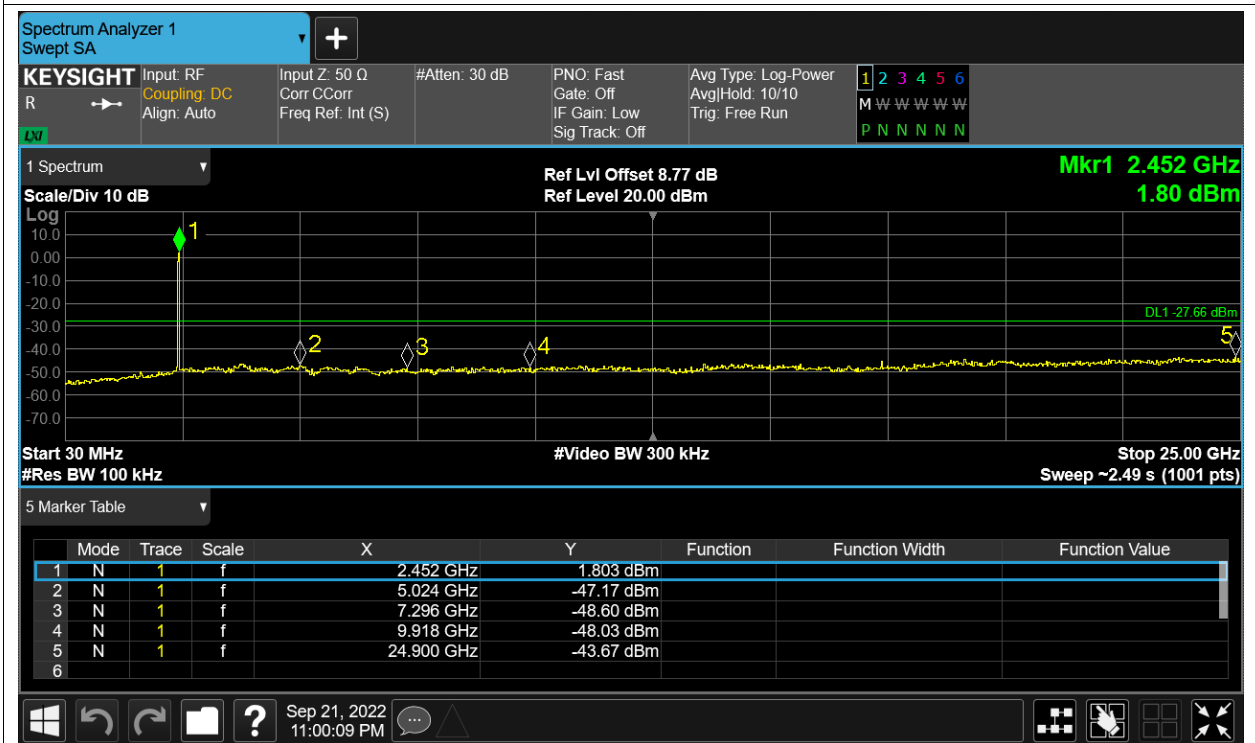 Spectrum Analyzer 1
Swept SA
KEYSIGHT
R
LXI
Input: RF
Coupling: DC
Align: Auto
Input Z: 50 Ω
Corr CCorr
Freq Ref: Int (S)
#Atten: 30 dB
PNO: Fast
Gate: Off
IF Gain: Low
Sig Track: Off
Avg Type: Log-Power
Avg|Hold: 10/10
Trig: Free Run
1 2 3 4 5 6
M W W W W W
P N N N N N
1 Spectrum
Scale/Div 10 dB
Ref Lvl Offset 8.77 dB
Ref Level 20.00 dBm
Mkr1 2.452 GHz
1.80 dBm
Log
10.0
0.00
-10.0
-20.0
-30.0
-40.0
-50.0
-60.0
-70.0
1
2
3
4
5
DL1 -27.66 dBm
Start 30 MHz
#Video BW 300 kHz
Stop 25.00 GHz
#Res BW 100 kHz
Sweep ~2.49 s (1001 pts)
5 Marker Table
Mode Trace Scale X Y Function Function Width Function Value
1 N 1 f 2.452 GHz 1.803 dBm
2 N 1 f 5.024 GHz -47.17 dBm
3 N 1 f 7.296 GHz -48.60 dBm
4 N 1 f 9.918 GHz -48.03 dBm
5 N 1 f 24.900 GHz -43.67 dBm
6
?
Sep 21, 2022
11:00:09 PM